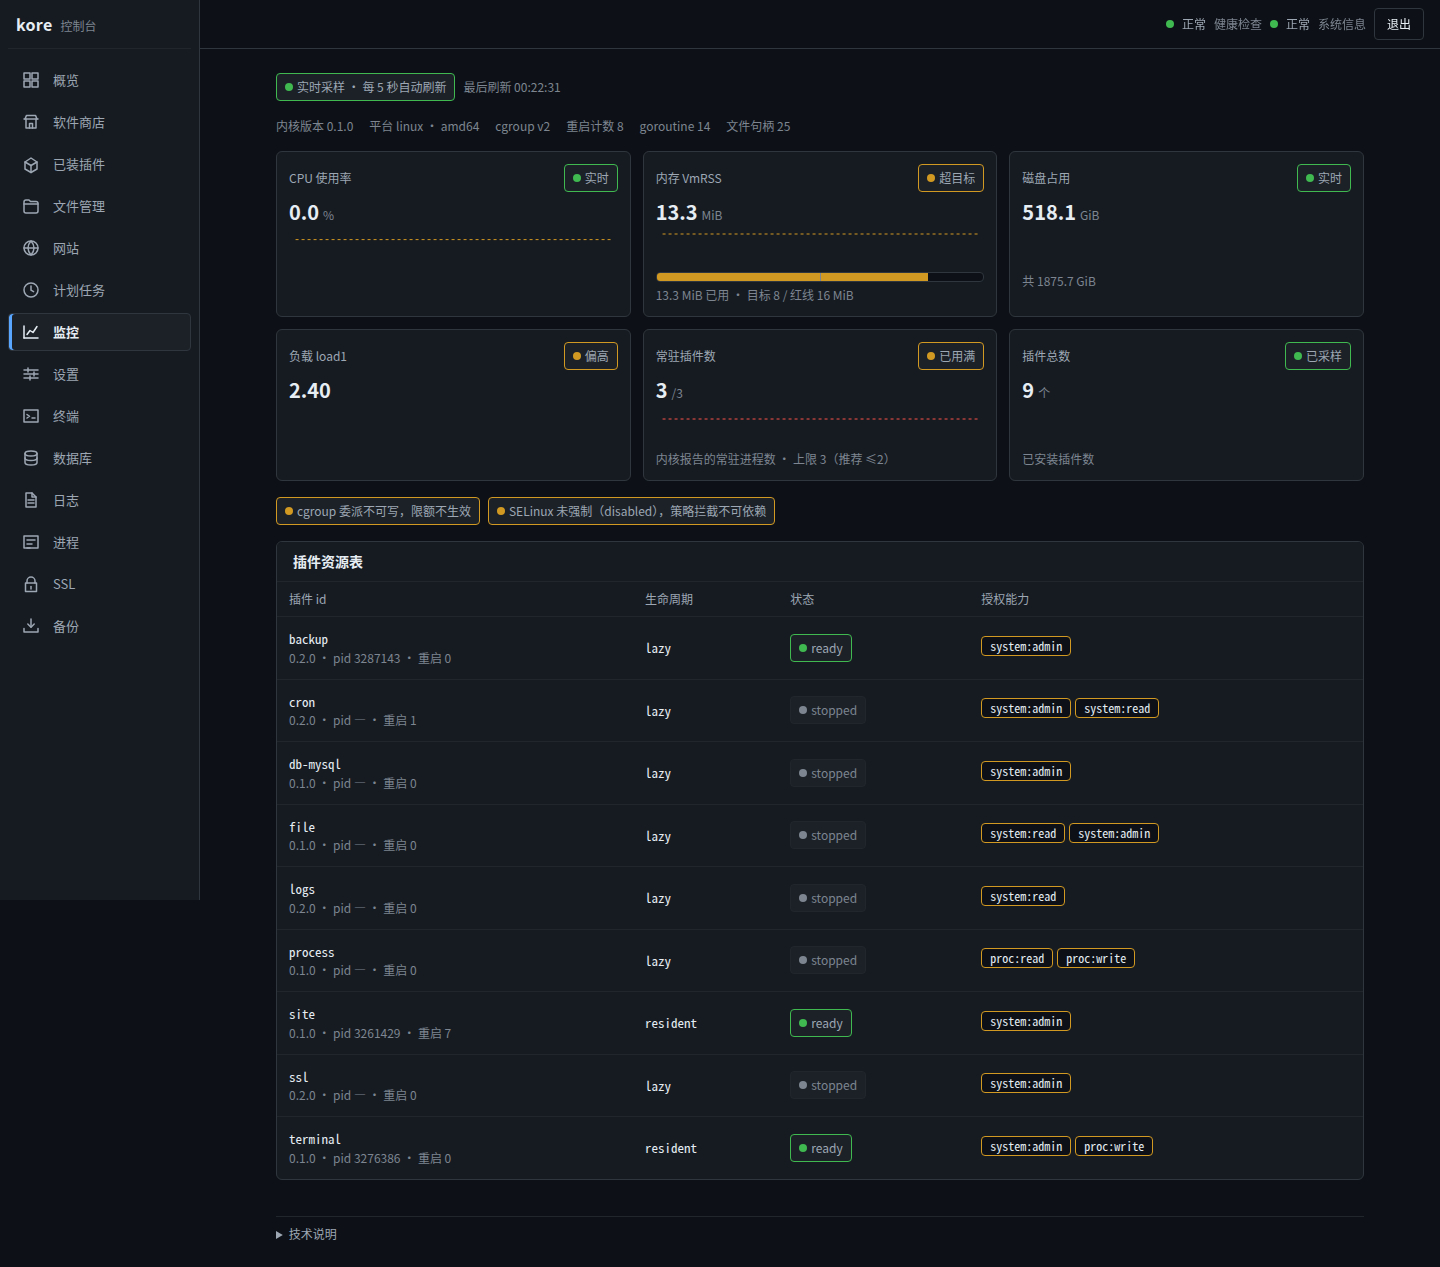 kore 控制台
正常 健康检查 正常 系统信息 退出
概览
软件商店
已装插件
文件管理
网站
计划任务
监控
设置
终端
数据库
日志
进程
SSL
备份
实时采样 · 每 5 秒自动刷新 最后刷新 00:22:31
内核版本 0.1.0 平台 linux · amd64 cgroup v2 重启计数 8 goroutine 14 文件句柄 25
CPU 使用率 实时
0.0 %
内存 VmRSS 超目标
13.3 MiB
13.3 MiB 已用 · 目标 8 / 红线 16 MiB
磁盘占用 实时
518.1 GiB
共 1875.7 GiB
负载 load1 偏高
2.40
常驻插件数 已用满
3 /3
内核报告的常驻进程数 · 上限 3（推荐 ≤2）
插件总数 已采样
9 个
已安装插件数
cgroup 委派不可写，限额不生效 SELinux 未强制（disabled），策略拦截不可依赖
插件资源表
插件 id 生命周期 状态 授权能力
backup
0.2.0 · pid 3287143 · 重启 0
lazy ready system:admin
cron
0.2.0 · pid — · 重启 1
lazy stopped system:admin system:read
db-mysql
0.1.0 · pid — · 重启 0
lazy stopped system:admin
file
0.1.0 · pid — · 重启 0
lazy stopped system:read system:admin
logs
0.2.0 · pid — · 重启 0
lazy stopped system:read
process
0.1.0 · pid — · 重启 0
lazy stopped proc:read proc:write
site
0.1.0 · pid 3261429 · 重启 7
resident ready system:admin
ssl
0.2.0 · pid — · 重启 0
lazy stopped system:admin
terminal
0.1.0 · pid 3276386 · 重启 0
resident ready system:admin proc:write
技术说明